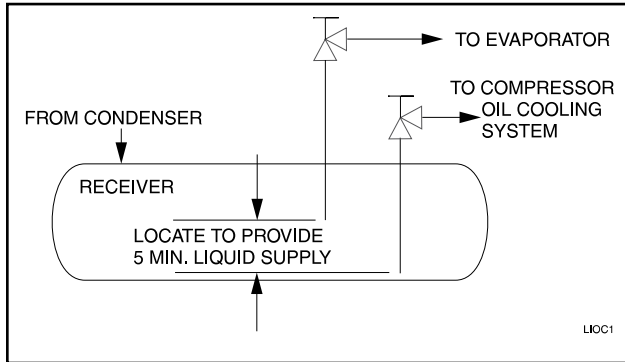 TO EVAPORATOR
TO COMPRESSOR
OIL COOLING
SYSTEM
FROM CONDENSER
RECEIVER
LOCATE TO PROVIDE
5 MIN. LIQUID SUPPLY
LIOC1